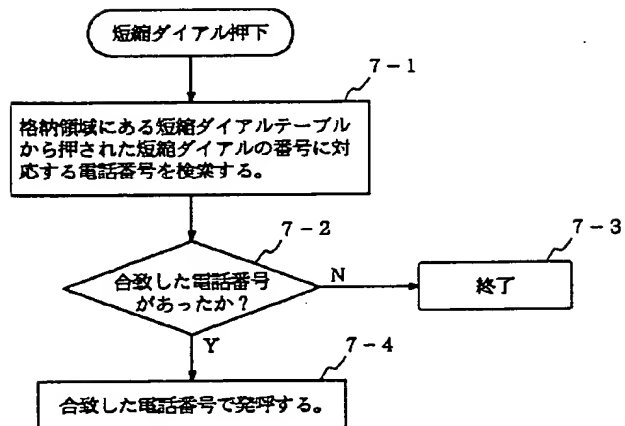 短縮ダイアル押下
7-1
格納領域にある短縮ダイアルテーブル
から押された短縮ダイアルの番号に対
応する電話番号を検索する。
7-2
合致した電話番号
があったか?
N
7-3
終了
Y
7-4
合致した電話番号で発呼する。